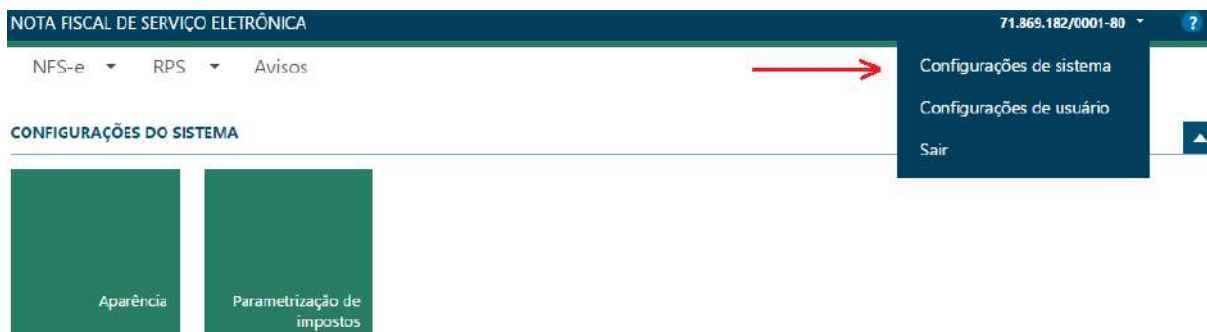 NOTA FISCAL DE SERVIÇO ELETRÔNICA
71.869.182/0001-80
?
NFS-e
RPS
Avisos
Configurações de sistema
Configurações de usuário
Sair
CONFIGURAÇÕES DO SISTEMA
Aparência
Parametrização de
impostos